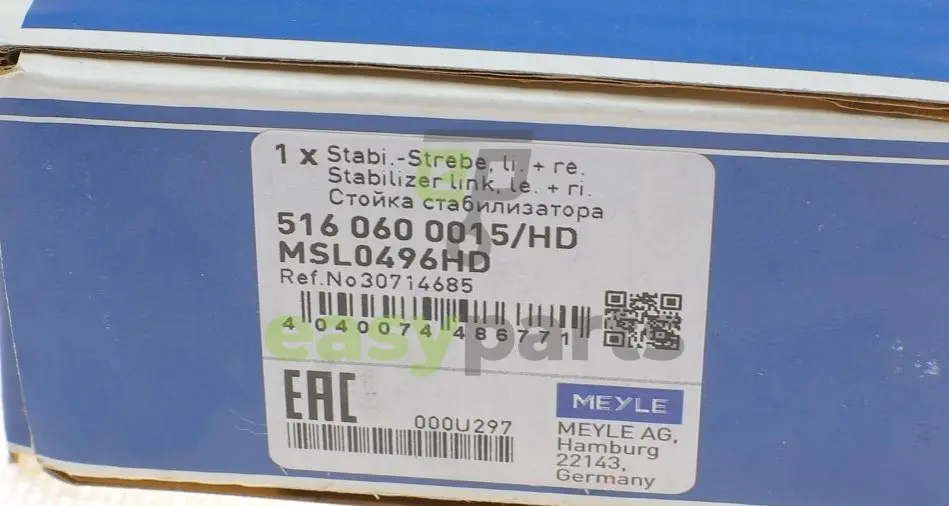 1 x Stabi.-Strebe, li. + re.
Stabilizer link, le. + ri.
Стойка стабилизатора
516 060 0015/HD
MSL0496HD
Ref.No30714685
4 040074 486771
easyparts
EAC
000U297
MEYLE
MEYLE AG,
Hamburg
22143,
Germany